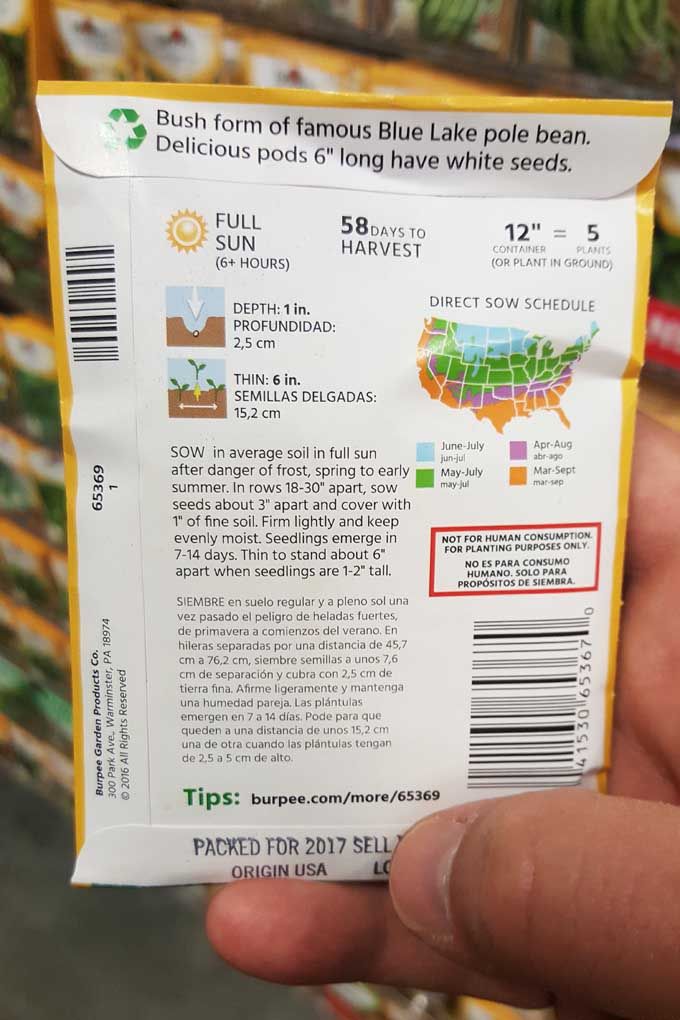 Bush form of famous Blue Lake pole bean.
Delicious pods 6" long have white seeds.
FULL
SUN
(6+ HOURS)
58 DAYS TO
HARVEST
12" = 5
CONTAINER PLANTS
(OR PLANT IN GROUND)
DEPTH: 1 in.
PROFUNDIDAD:
2,5 cm
THIN: 6 in.
SEMILLAS DELGADAS:
15,2 cm
DIRECT SOW SCHEDULE
June-July
jun-jul
May-July
may-jul
Apr-Aug
abr-ago
Mar-Sept
mar-sep
SOW in average soil in full sun
after danger of frost, spring to early
summer. In rows 18-30" apart, sow
seeds about 3" apart and cover with
1" of fine soil. Firm lightly and keep
evenly moist. Seedlings emerge in
7-14 days. Thin to stand about 6"
apart when seedlings are 1-2" tall.
NOT FOR HUMAN CONSUMPTION.
FOR PLANTING PURPOSES ONLY.
NO ES PARA CONSUMO
HUMANO. SOLO PARA
PROPÓSITOS DE SIEMBRA.
SIEMBRE en suelo regular y a pleno sol una
vez pasado el peligro de heladas fuertes,
de primavera a comienzos del verano. En
hileras separadas por una distancia de 45,7
cm a 76,2 cm, siembre semillas a unos 7,6
cm de separación y cubra con 2,5 cm de
tierra fina. Afirme ligeramente y mantenga
una humedad pareja. Las plántulas
emergen en 7 a 14 días. Pode para que
queden a una distancia de unos 15,2 cm
una de otra cuando las plántulas tengan
de 2,5 a 5 cm de alto.
Tips: burpee.com/more/65369
65369
1
Burpee Garden Products Co.
300 Park Ave., Warminster, PA 18974
© 2016 All Rights Reserved
41530 65367 0
PACKED FOR 2017 SELL
ORIGIN USA